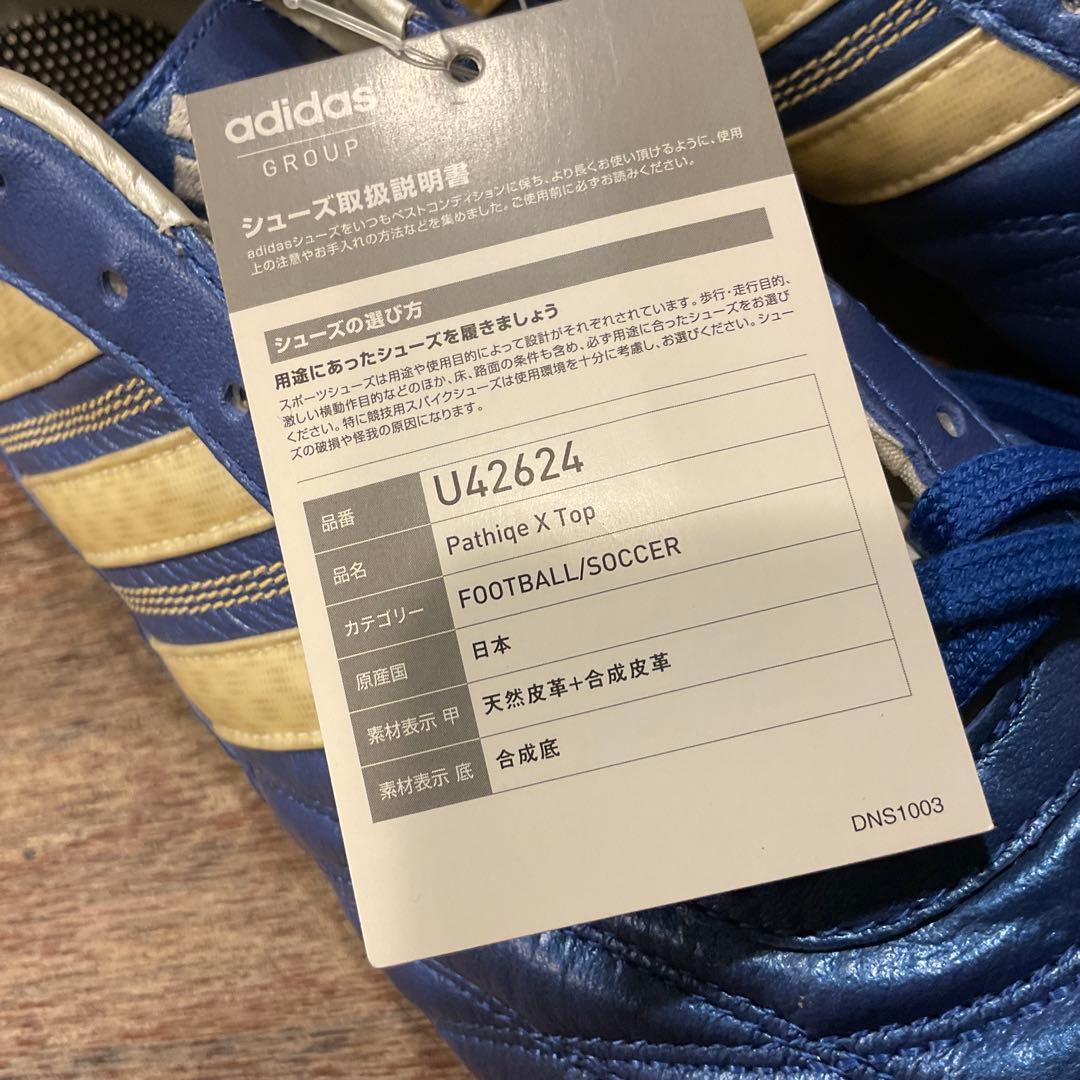 adidas
GROUP
シューズ取扱説明書
adidasシューズをいつもベストコンディションに保ち、より長くお使い頂けるように、使用
上の注意やお手入れの方法などを集めました。ご使用前に必ずお読みください。
シューズの選び方
用途にあったシューズを履きましょう
スポーツシューズは用途や使用目的によって設計がそれぞれされています。歩行・走行目的、
激しい横動作目的などのほか、床、路面の条件も含め、必ず用途に合ったシューズをお選び
ください。特に競技用スパイクシューズは使用環境を十分に考慮し、お選びください。シュー
ズの破損や怪我の原因になります。
品番 U42624
品名 Pathiqe X Top
カテゴリー FOOTBALL/SOCCER
原産国 日本
素材表示 甲 天然皮革+合成皮革
素材表示 底 合成底
DNS1003